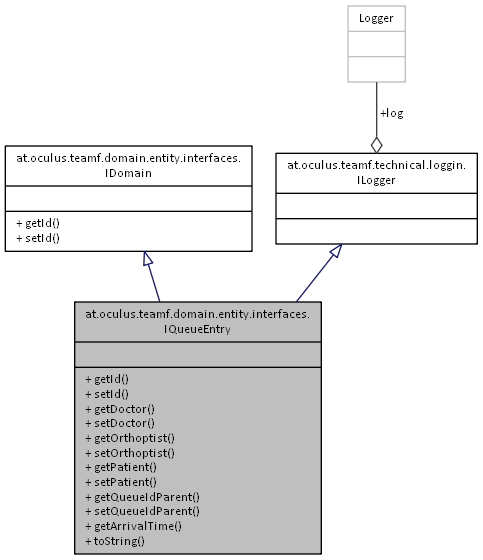 Logger
+log
at.oculus.teamf.domain.entity.interfaces.
IDomain
+ getId()
+ setId()
at.oculus.teamf.technical.loggin.
ILogger
at.oculus.teamf.domain.entity.interfaces.
IQueueEntry
+ getId()
+ setId()
+ getDoctor()
+ setDoctor()
+ getOrthoptist()
+ setOrthoptist()
+ getPatient()
+ setPatient()
+ getQueueIdParent()
+ setQueueIdParent()
+ getArrivalTime()
+ toString()